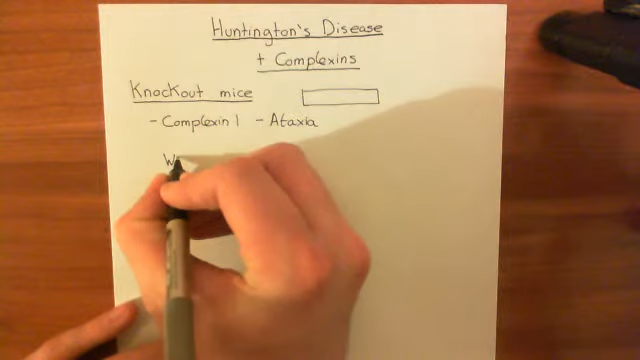 Huntington's Disease
+ Complexins
Knockout mice
- Complexin 1 - Ataxia
W